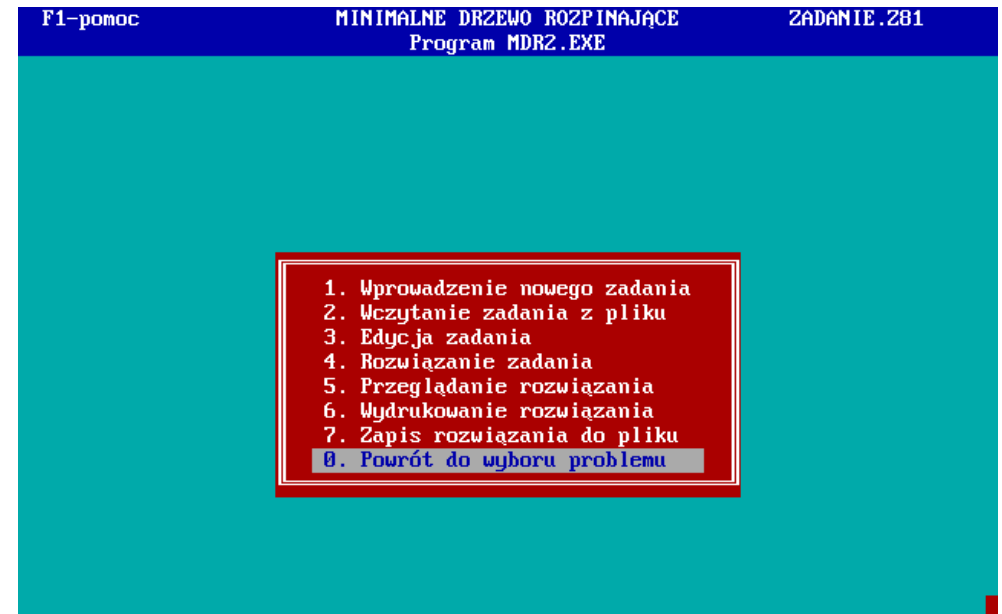 F1-pomoc MINIMALNE DRZEWO ROZPINAJĄCE ZADANIE.Z81
Program MDR2.EXE
1. Wprowadzenie nowego zadania
2. Wczytanie zadania z pliku
3. Edycja zadania
4. Rozwiązanie zadania
5. Przeglądanie rozwiązania
6. Wydrukowanie rozwiązania
7. Zapis rozwiązania do pliku
0. Powrót do wyboru problemu